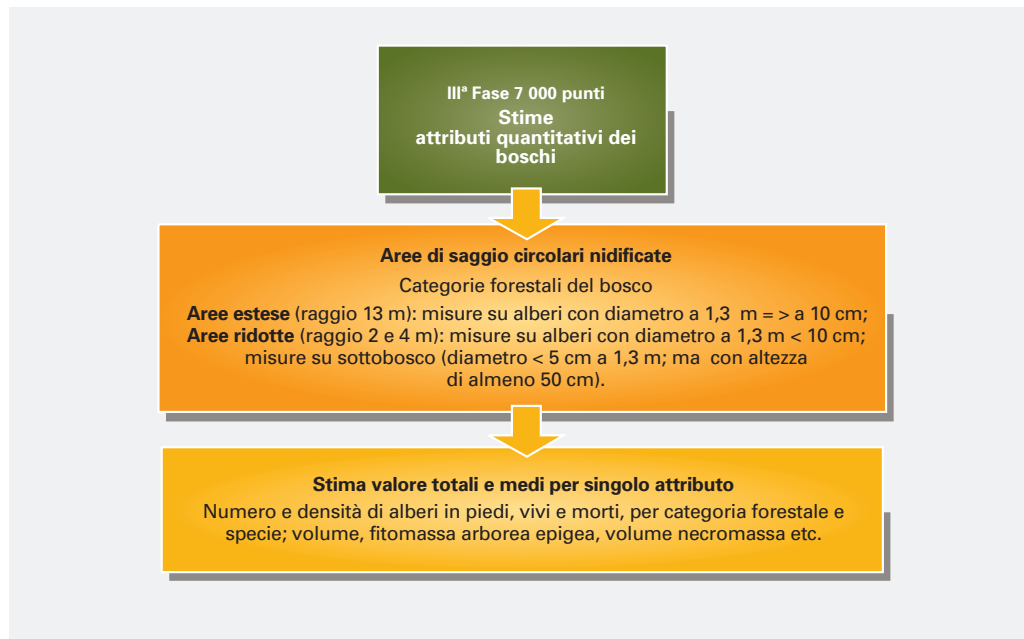 IIIª Fase 7 000 punti
Stime
attributi quantitativi dei
boschi
Aree di saggio circolari nidificate
Categorie forestali del bosco
Aree estese (raggio 13 m): misure su alberi con diametro a 1,3 m = > a 10 cm;
Aree ridotte (raggio 2 e 4 m): misure su alberi con diametro a 1,3 m < 10 cm;
misure su sottobosco (diametro < 5 cm a 1,3 m; ma con altezza
di almeno 50 cm).
Stima valore totali e medi per singolo attributo
Numero e densità di alberi in piedi, vivi e morti, per categoria forestale e
specie; volume, fitomassa arborea epigea, volume necromassa etc.